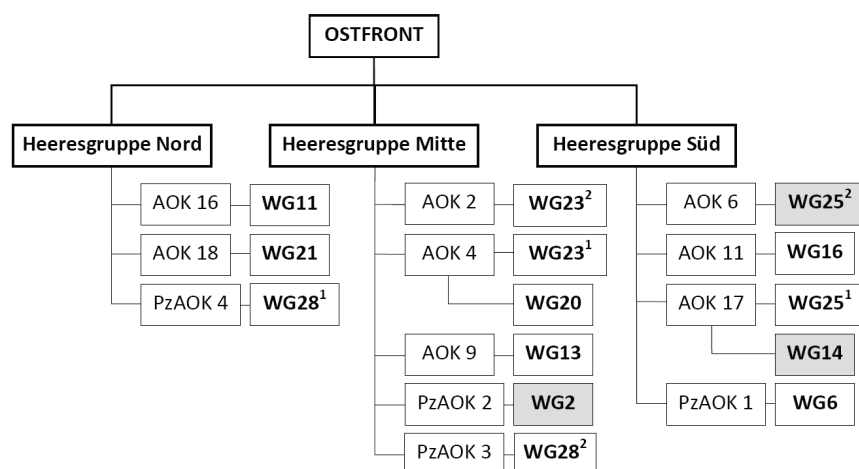 OSTFRONT
Heeresgruppe Nord
AOK 16
WG11
AOK 18
WG21
PzAOK 4
WG28¹
Heeresgruppe Mitte
AOK 2
WG23²
AOK 4
WG23¹
WG20
AOK 9
WG13
PzAOK 2
WG2
PzAOK 3
WG28²
Heeresgruppe Süd
AOK 6
WG25²
AOK 11
WG16
AOK 17
WG25¹
WG14
PzAOK 1
WG6